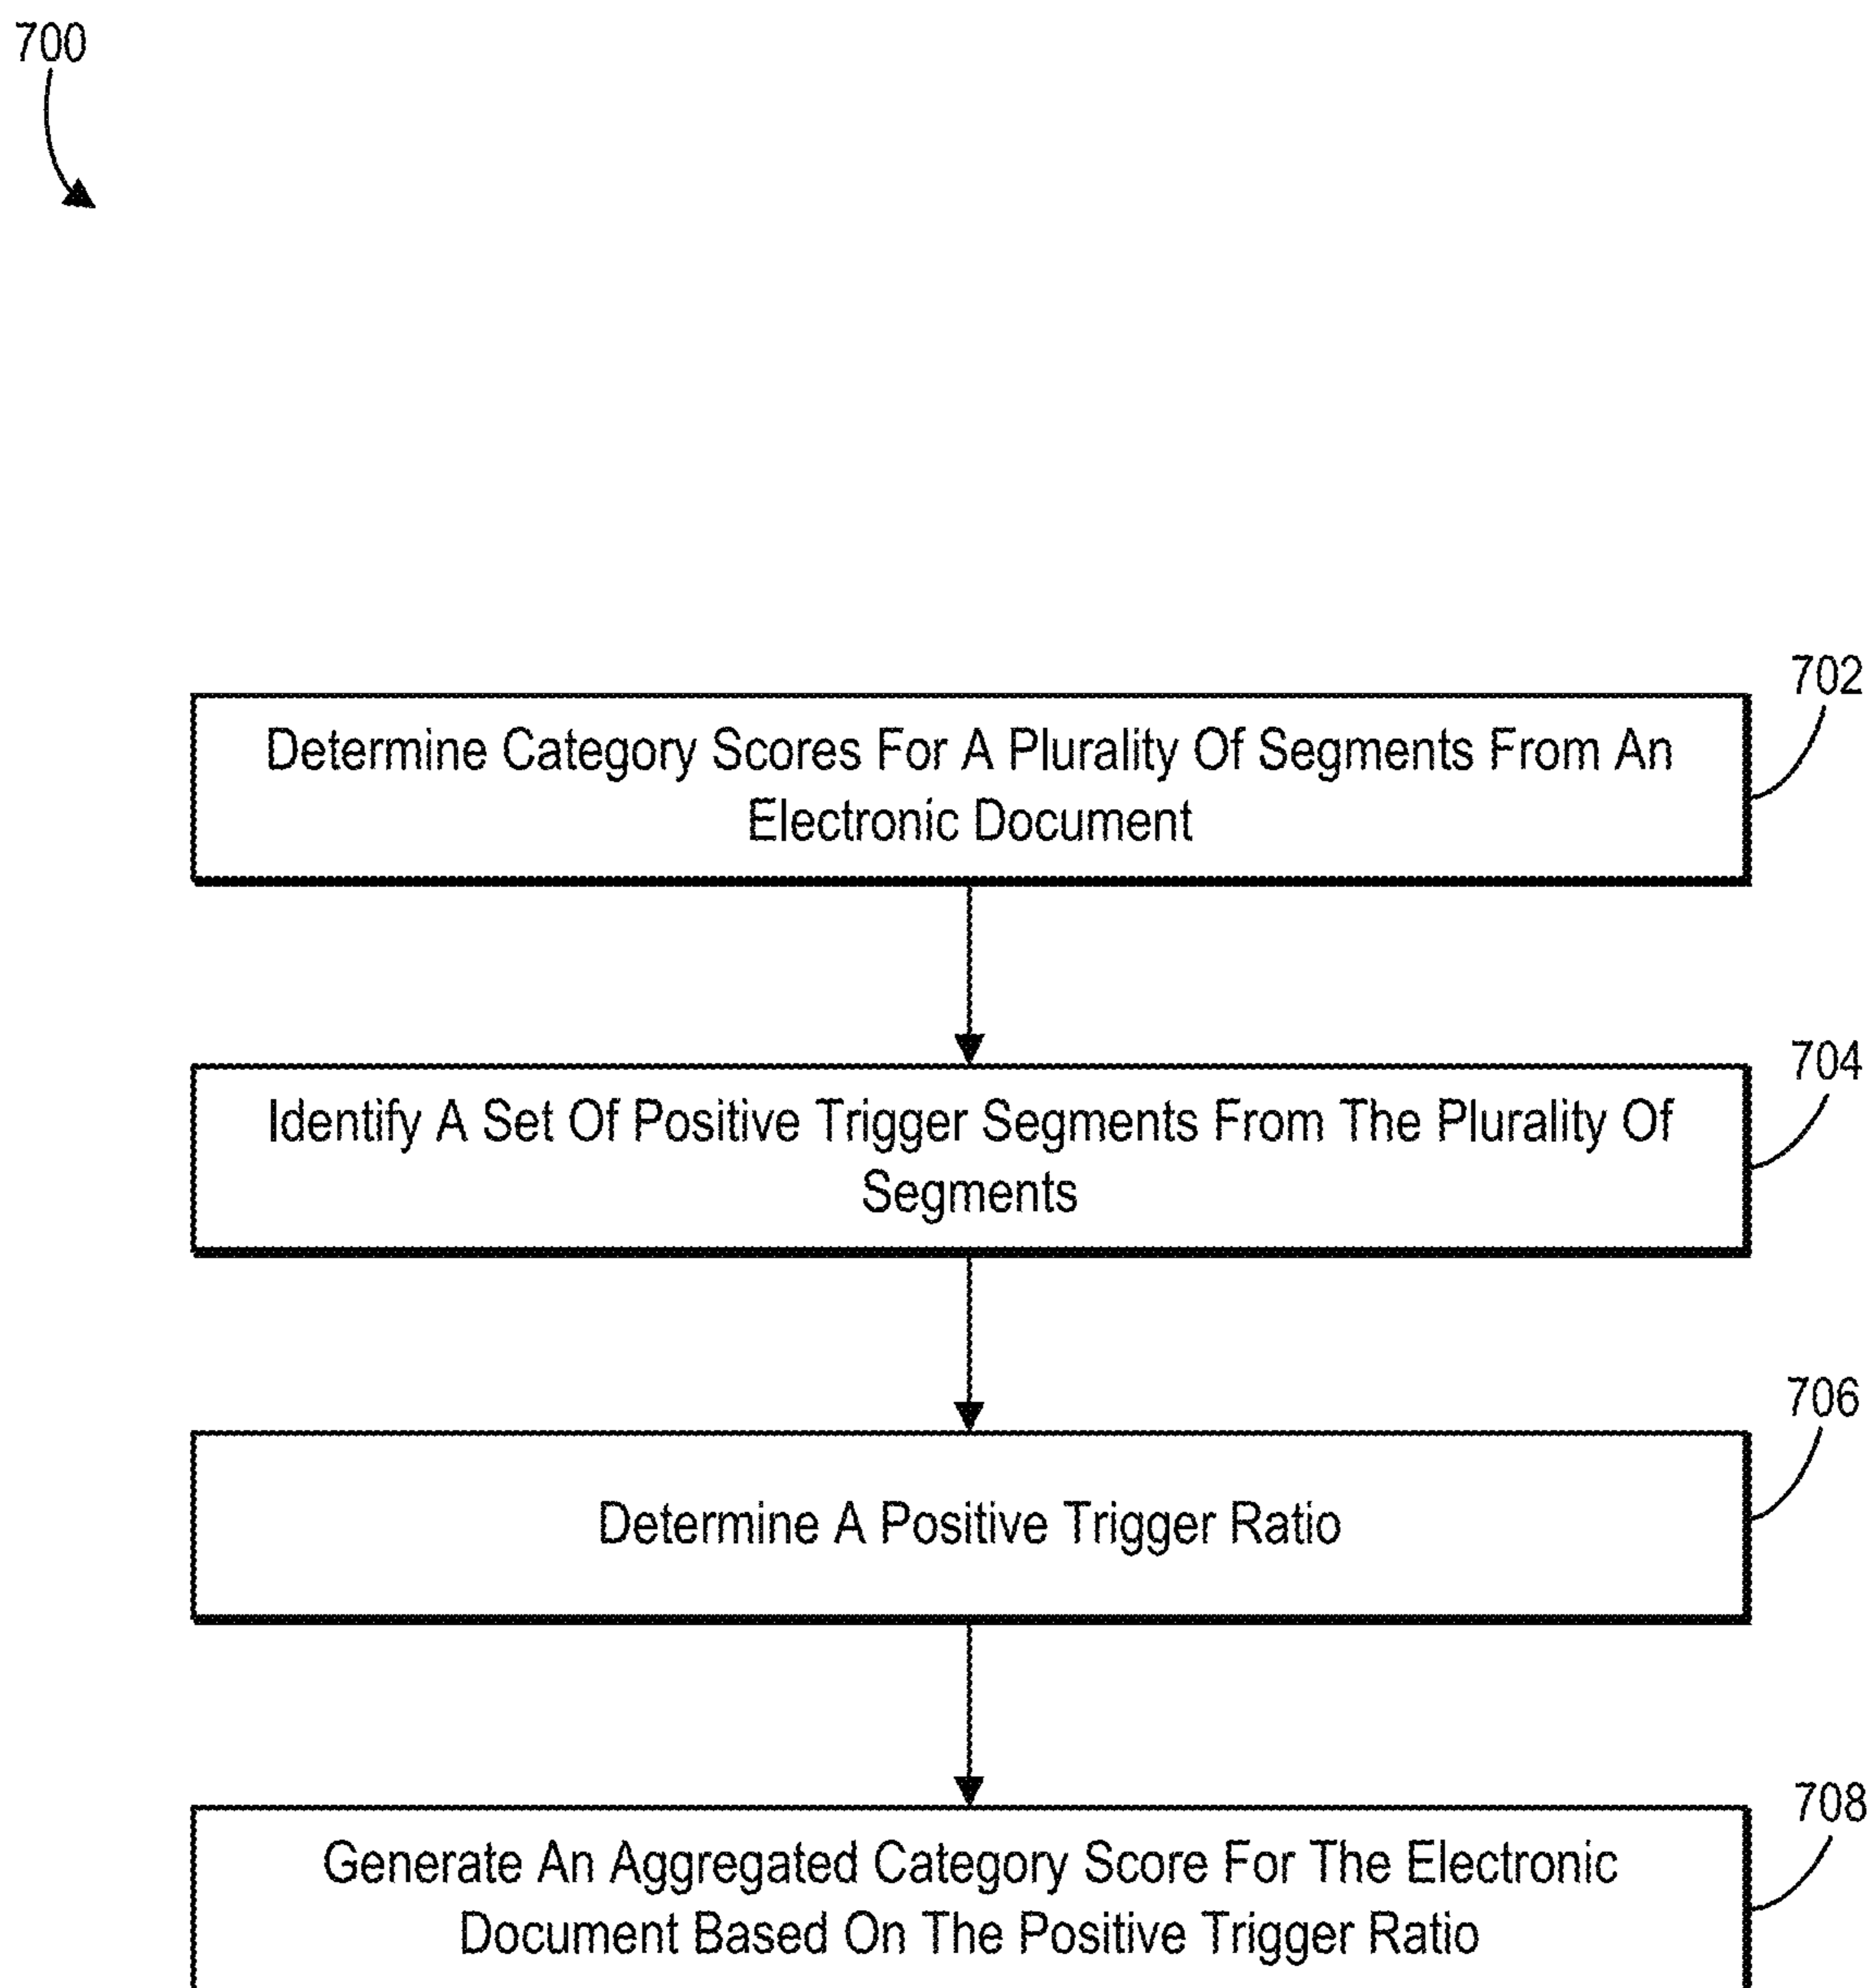 700
702
Determine Category Scores For A Plurality Of Segments From An
Electronic Document
704
Identify A Set Of Positive Trigger Segments From The Plurality Of
Segments
706
Determine A Positive Trigger Ratio
708
Generate An Aggregated Category Score For The Electronic
Document Based On The Positive Trigger Ratio